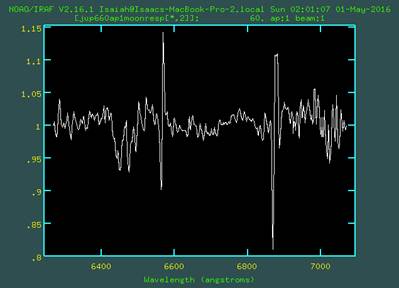 NOAO/IRAF V2.16.1 Isaiah@Isaacs-MacBook-Pro-2.local Sun 02:01:07 01-May-2016
[jup660ap1moonresp[*,2]]: 60. ap:1 beam:1
1.15
1.1
1.05
1
.95
.9
.85
.8
6400 6600 6800 7000
Wavelength (angstroms)